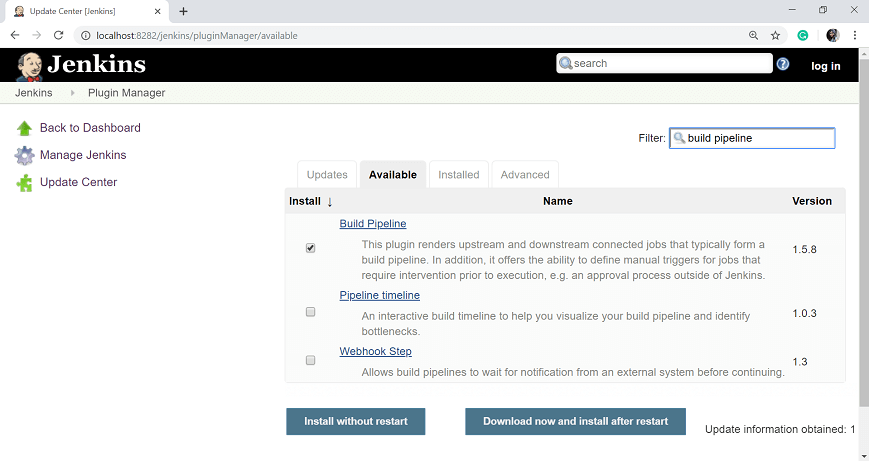 Update Center [Jenkins]
localhost:8282/jenkins/pluginManager/available
Jenkins
search
log in
Jenkins
Plugin Manager
Back to Dashboard
Manage Jenkins
Update Center
Filter:
build pipeline
Updates
Available
Installed
Advanced
Install ↓
Name
Version
Build Pipeline
This plugin renders upstream and downstream connected jobs that typically form a
build pipeline. In addition, it offers the ability to define manual triggers for jobs that
require intervention prior to execution, e.g. an approval process outside of Jenkins.
1.5.8
Pipeline timeline
An interactive build timeline to help you visualize your build pipeline and identify
bottlenecks.
1.0.3
Webhook Step
Allows build pipelines to wait for notification from an external system before continuing.
1.3
Install without restart
Download now and install after restart
Update information obtained: 1